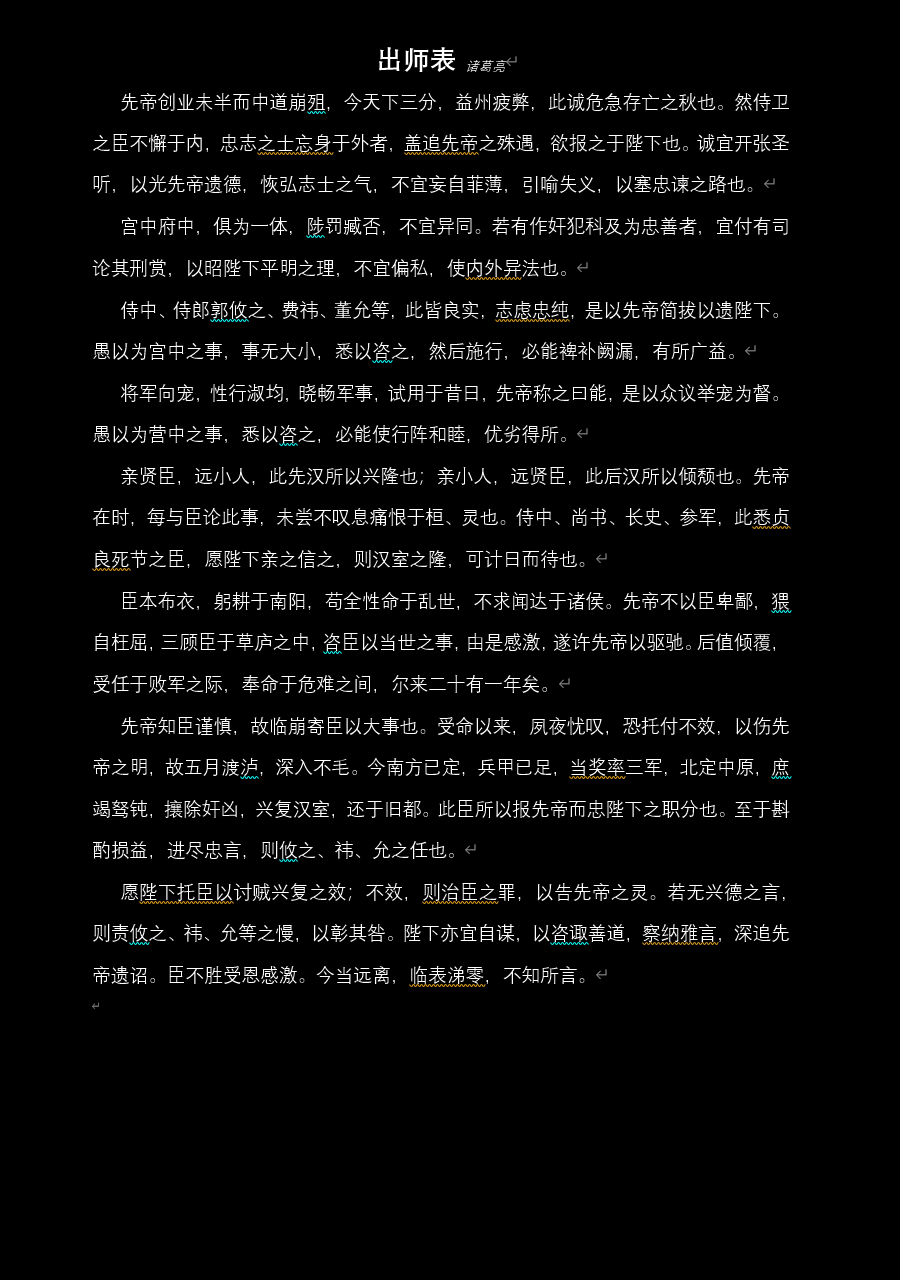 出师表 诸葛亮
先帝创业未半而中道崩殂，今天下三分，益州疲弊，此诚危急存亡之秋也。然侍卫
之臣不懈于内，忠志之士忘身于外者，盖追先帝之殊遇，欲报之于陛下也。诚宜开张圣
听，以光先帝遗德，恢弘志士之气，不宜妄自菲薄，引喻失义，以塞忠谏之路也。
宫中府中，俱为一体，陟罚臧否，不宜异同。若有作奸犯科及为忠善者，宜付有司
论其刑赏，以昭陛下平明之理，不宜偏私，使内外异法也。
侍中、侍郎郭攸之、费祎、董允等，此皆良实，志虑忠纯，是以先帝简拔以遗陛下。
愚以为宫中之事，事无大小，悉以咨之，然后施行，必能裨补阙漏，有所广益。
将军向宠，性行淑均，晓畅军事，试用于昔日，先帝称之曰能，是以众议举宠为督。
愚以为营中之事，悉以咨之，必能使行阵和睦，优劣得所。
亲贤臣，远小人，此先汉所以兴隆也；亲小人，远贤臣，此后汉所以倾颓也。先帝
在时，每与臣论此事，未尝不叹息痛恨于桓、灵也。侍中、尚书、长史、参军，此悉贞
良死节之臣，愿陛下亲之信之，则汉室之隆，可计日而待也。
臣本布衣，躬耕于南阳，苟全性命于乱世，不求闻达于诸侯。先帝不以臣卑鄙，猥
自枉屈，三顾臣于草庐之中，咨臣以当世之事，由是感激，遂许先帝以驱驰。后值倾覆，
受任于败军之际，奉命于危难之间，尔来二十有一年矣。
先帝知臣谨慎，故临崩寄臣以大事也。受命以来，夙夜忧叹，恐托付不效，以伤先
帝之明，故五月渡泸，深入不毛。今南方已定，兵甲已足，当奖率三军，北定中原，庶
竭驽钝，攘除奸凶，兴复汉室，还于旧都。此臣所以报先帝而忠陛下之职分也。至于斟
酌损益，进尽忠言，则攸之、祎、允之任也。
愿陛下托臣以讨贼兴复之效；不效，则治臣之罪，以告先帝之灵。若无兴德之言，
则责攸之、祎、允等之慢，以彰其咎。陛下亦宜自谋，以咨诹善道，察纳雅言，深追先
帝遗诏。臣不胜受恩感激。今当远离，临表涕零，不知所言。